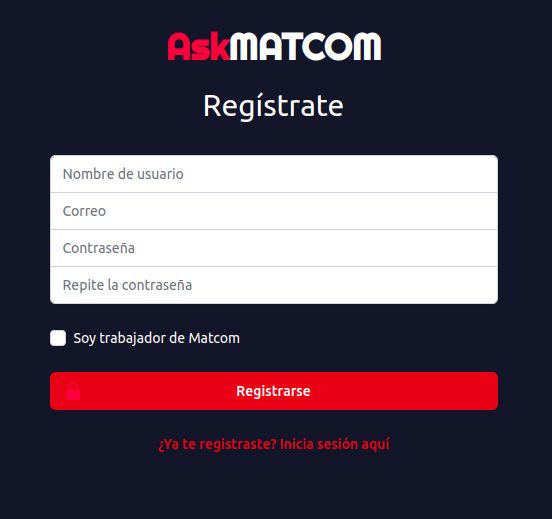 AskMATCOM
Regístrate
Nombre de usuario
Correo
Contraseña
Repite la contraseña
Soy trabajador de Matcom
Registrarse
¿Ya te registraste? Inicia sesión aquí